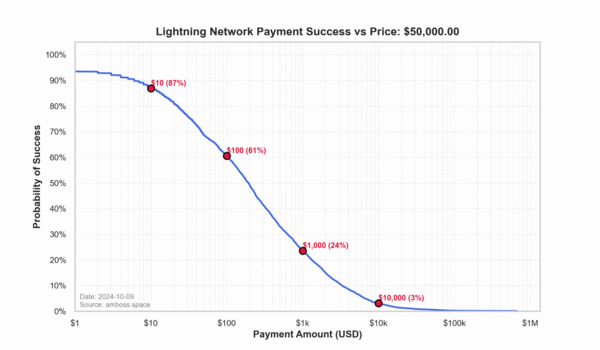 Lightning Network Payment Success vs Price: $50,000.00
100%
90%
80%
70%
60%
50%
40%
30%
20%
10%
0%
Probability of Success
$10 (87%)
$100 (61%)
$1,000 (24%)
$10,000 (3%)
Date: 2024-10-09
Source: amboss.space
$1 $10 $100 $1k $10k $100k $1M
Payment Amount (USD)